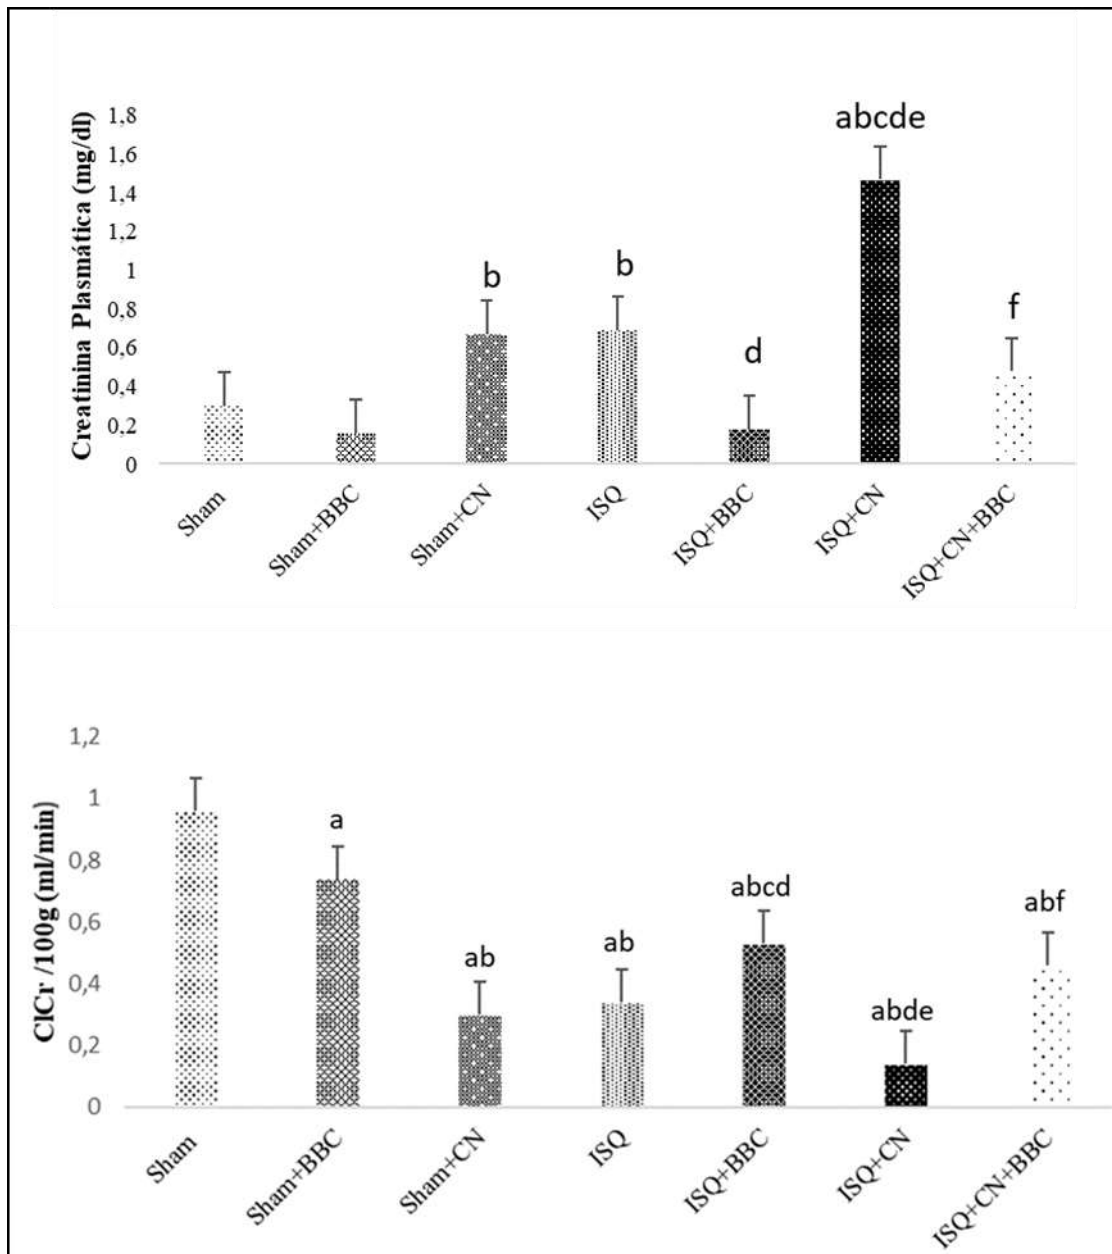 Creatinina Plasmática (mg/dl)
1,8
1,6
1,4
1,2
1
0,8
0,6
0,4
0,2
0
b
b
d
abcde
f
Sham
Sham+BBC
Sham+CN
ISQ
ISQ+BBC
ISQ+CN
ISQ+CN+BBC
ClCr /100g (ml/min)
1,2
1
0,8
0,6
0,4
0,2
0
a
ab
ab
abcd
abde
abf
Sham
Sham+BBC
Sham+CN
ISQ
ISQ+BBC
ISQ+CN
ISQ+CN+BBC